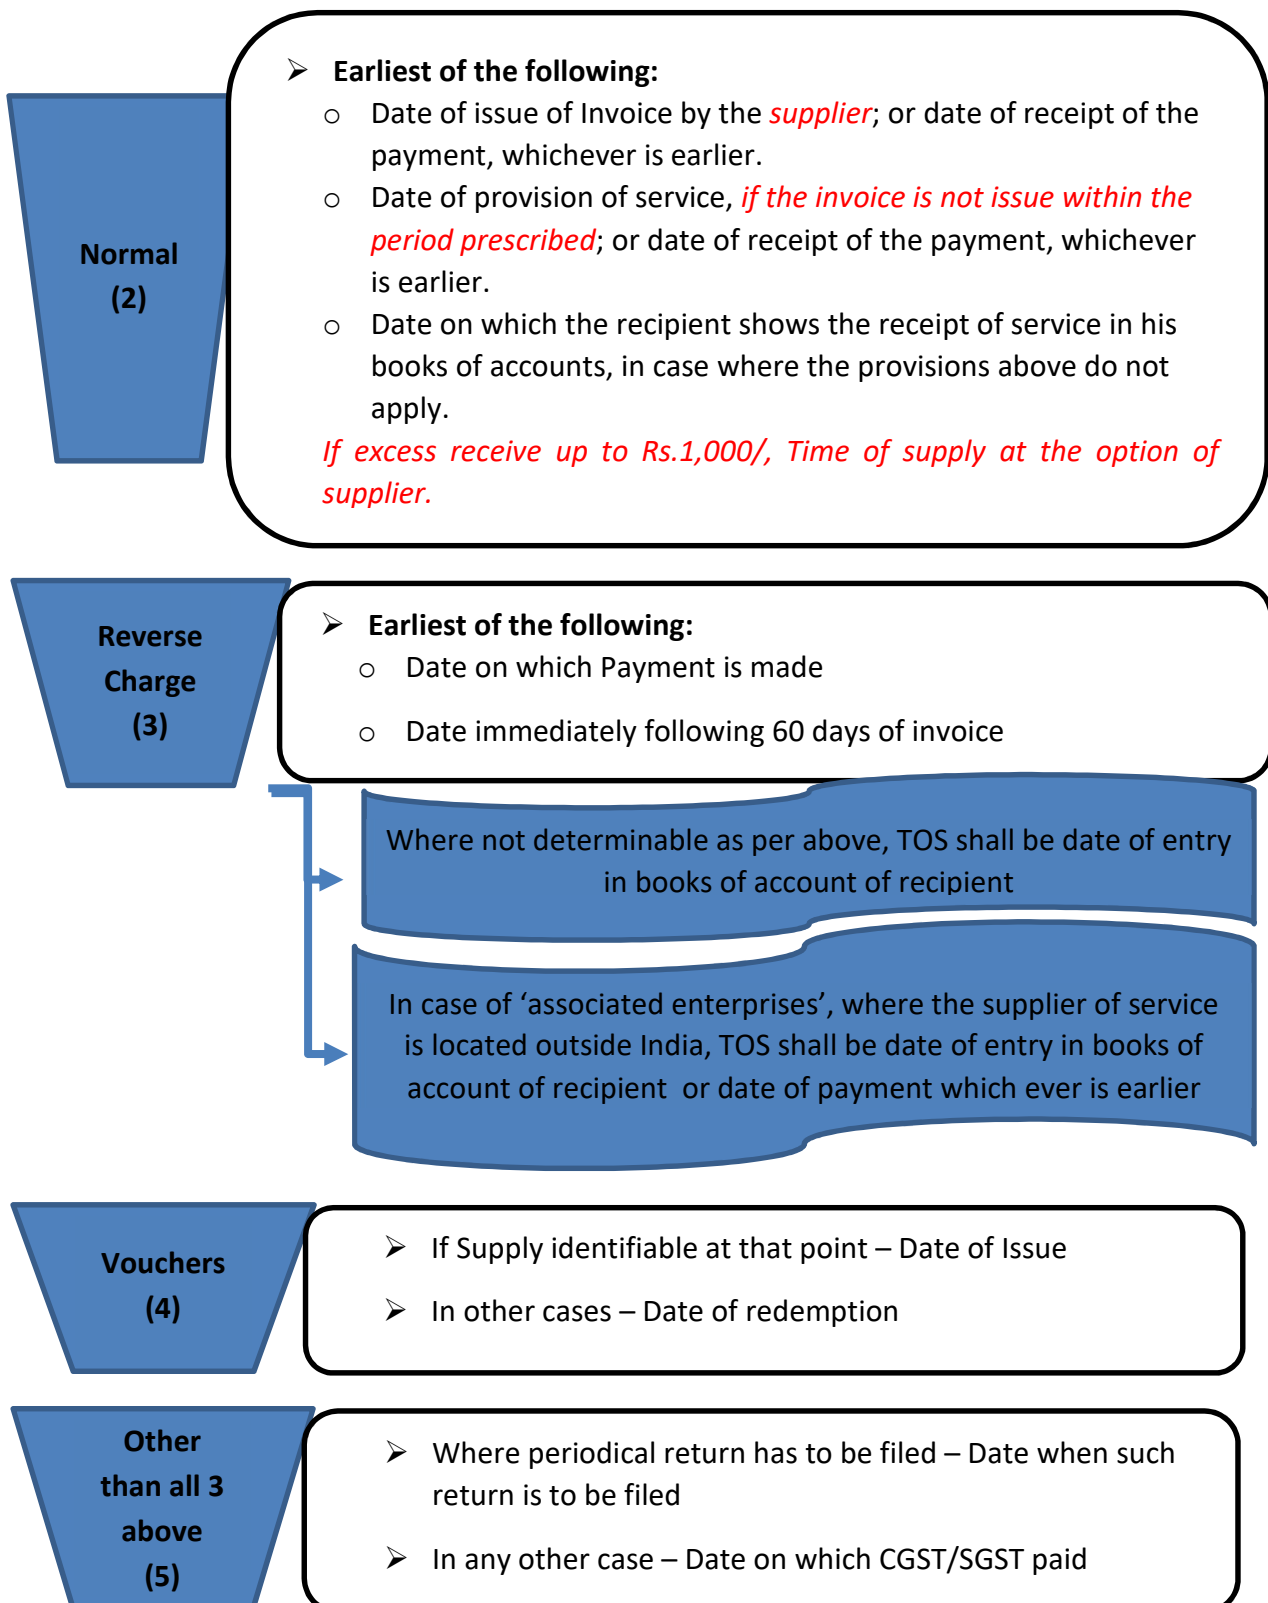 Normal
(2)
➢ Earliest of the following:
o Date of issue of Invoice by the supplier; or date of receipt of the
payment, whichever is earlier.
o Date of provision of service, if the invoice is not issue within the
period prescribed; or date of receipt of the payment, whichever
is earlier.
o Date on which the recipient shows the receipt of service in his
books of accounts, in case where the provisions above do not
apply.
If excess receive up to Rs.1,000/, Time of supply at the option of
supplier.
Reverse
Charge
(3)
➢ Earliest of the following:
o Date on which Payment is made
o Date immediately following 60 days of invoice
Where not determinable as per above, TOS shall be date of entry
in books of account of recipient
In case of ‘associated enterprises’, where the supplier of service
is located outside India, TOS shall be date of entry in books of
account of recipient or date of payment which ever is earlier
Vouchers
(4)
➢ If Supply identifiable at that point – Date of Issue
➢ In other cases – Date of redemption
Other
than all 3
above
(5)
➢ Where periodical return has to be filed – Date when such
return is to be filed
➢ In any other case – Date on which CGST/SGST paid